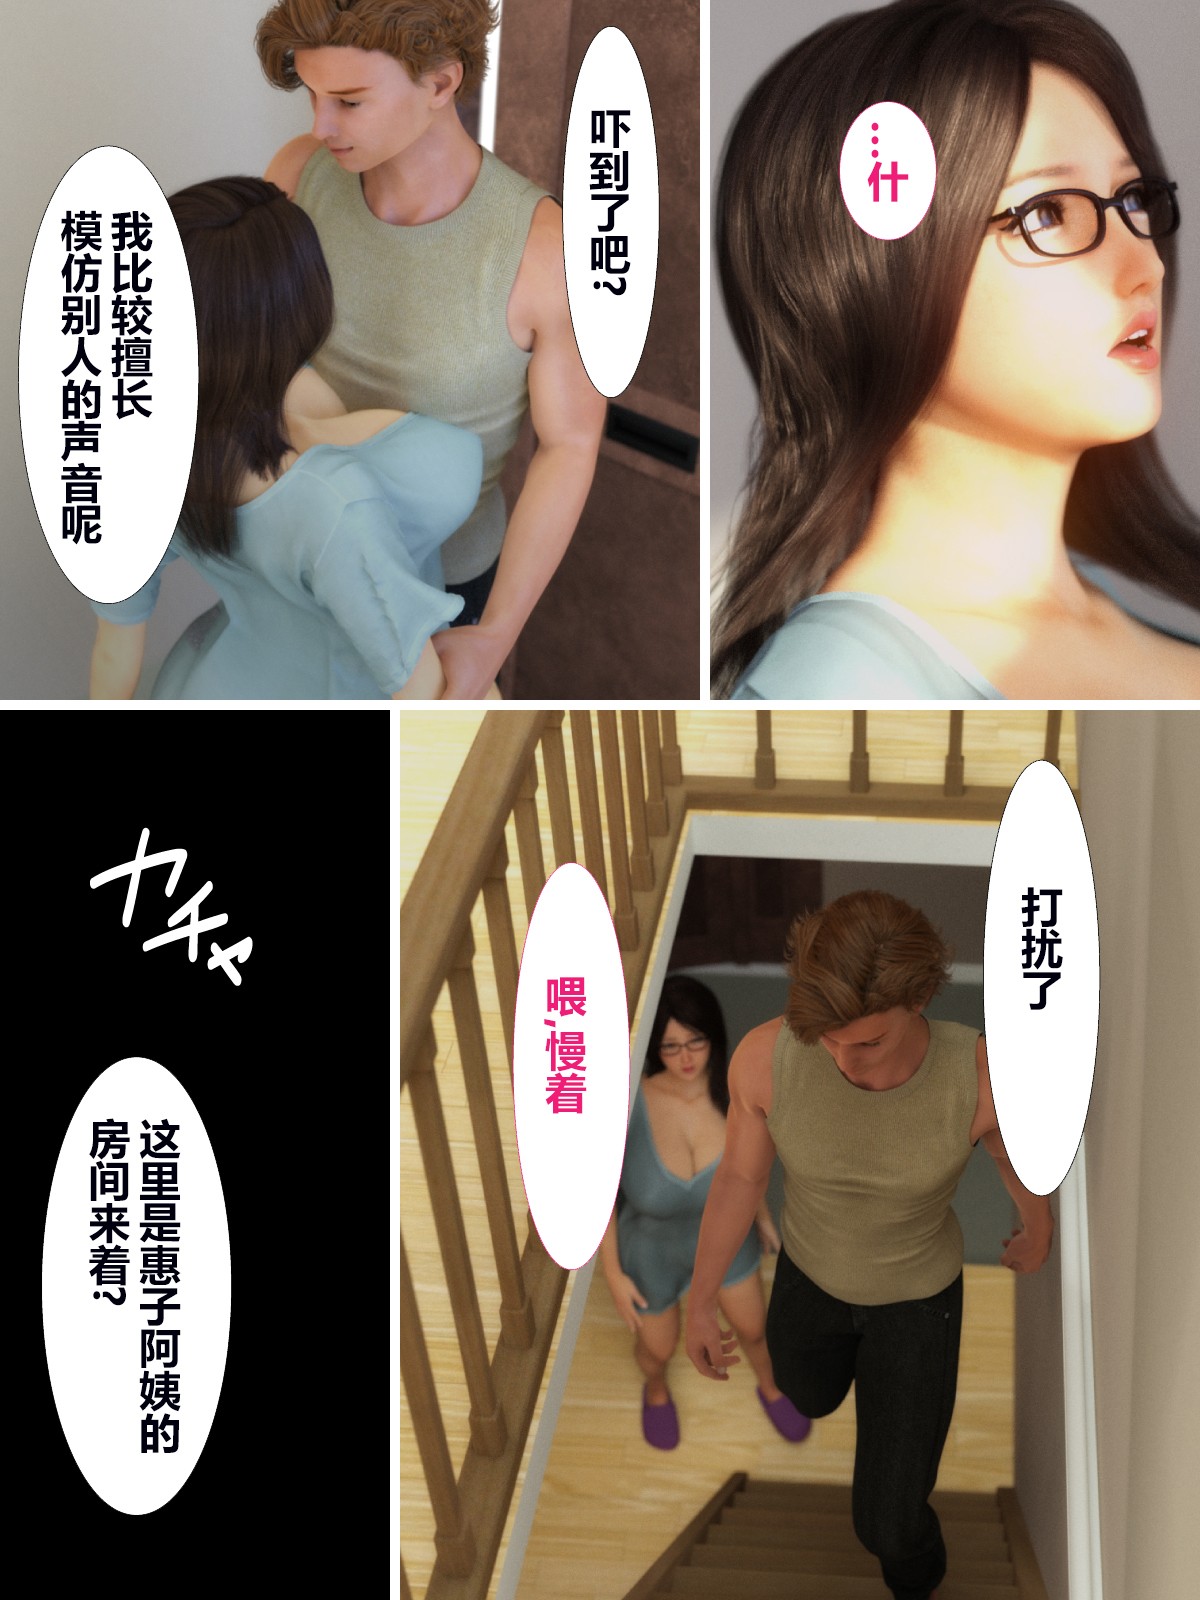 …什
吓到了吧?
我比较擅长
模仿别人的声音呢
打扰了
喂,慢着
カチャ
这里是惠子阿姨的
房间来着?